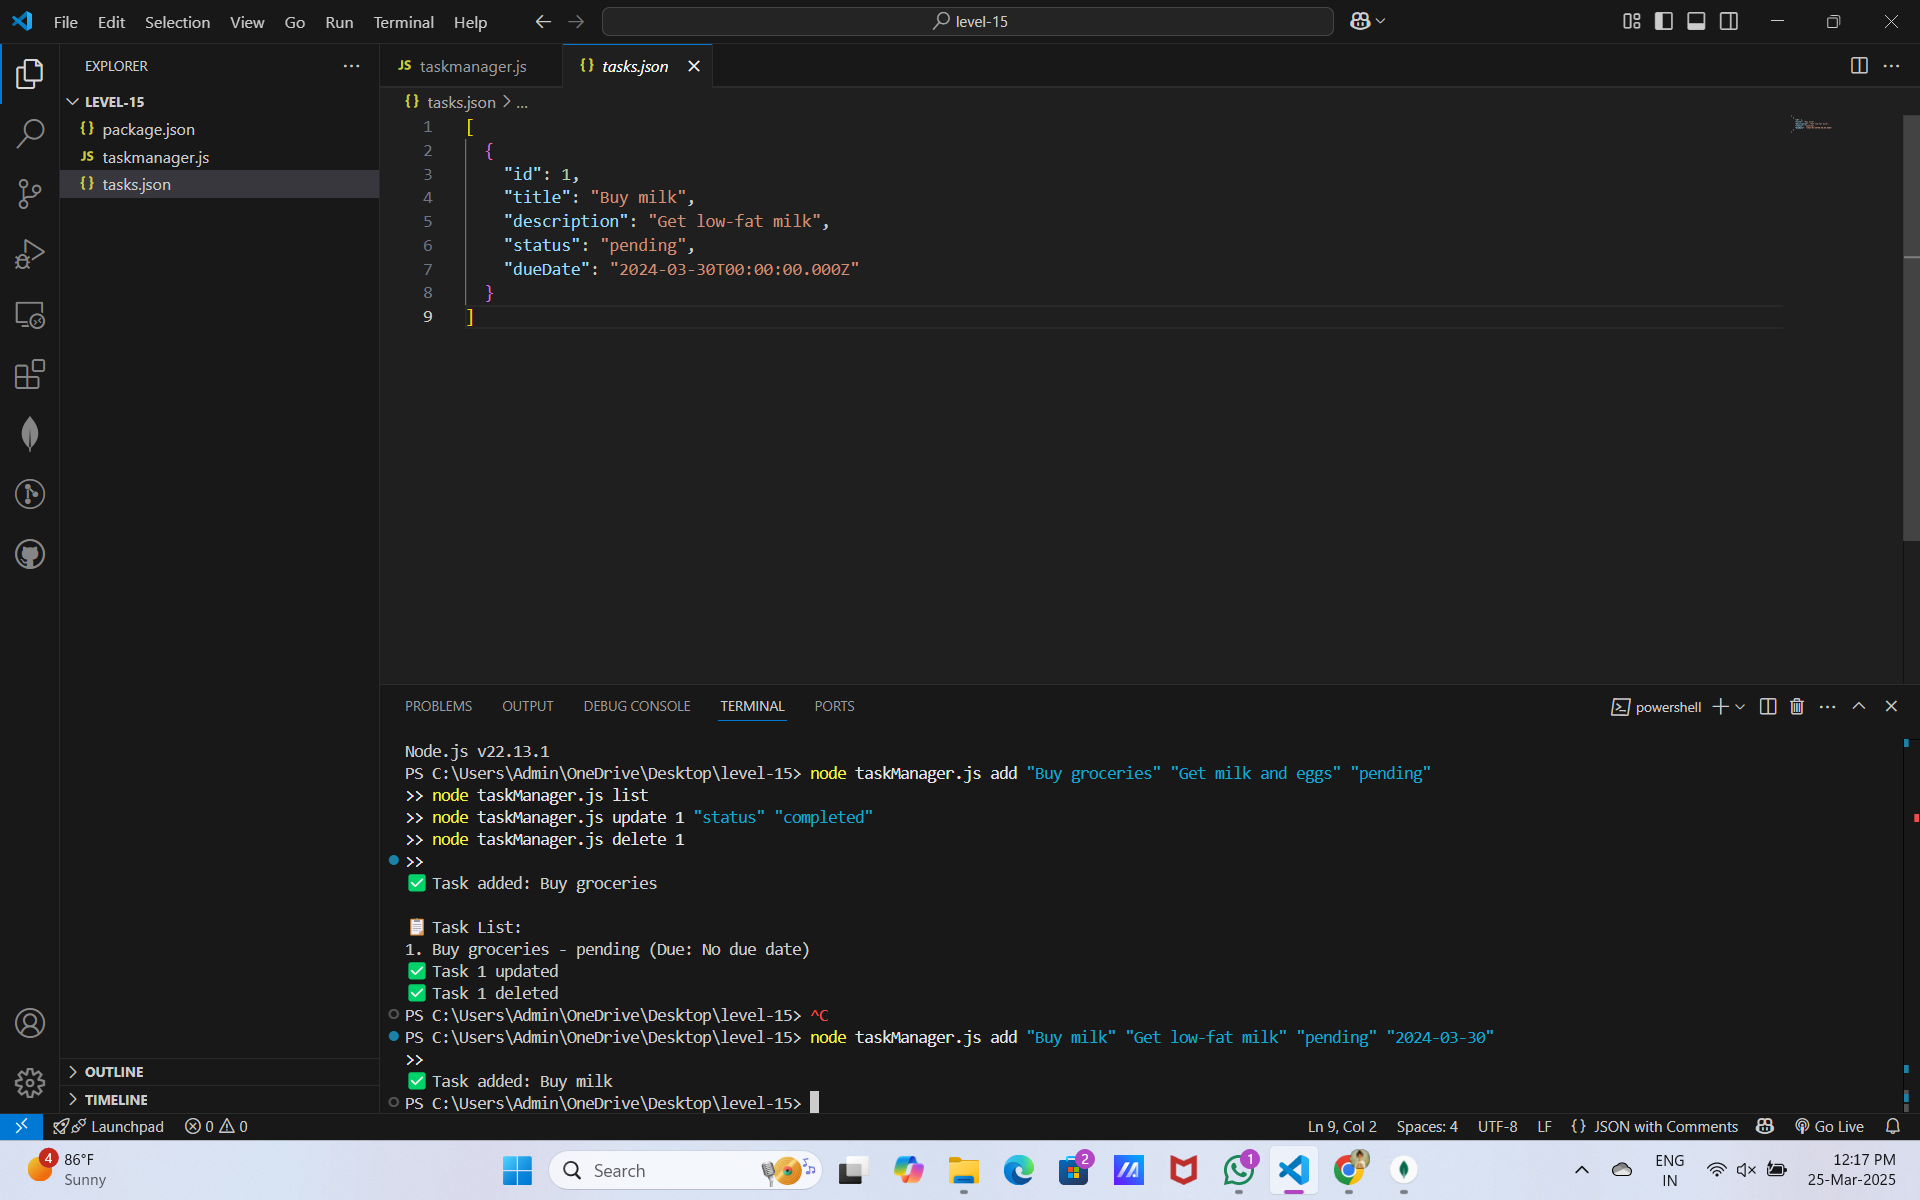 File Edit Selection View Go Run Terminal Help
level-15
EXPLORER
LEVEL-15
{} package.json
JS taskmanager.js
{} tasks.json
JS taskmanager.js
{} tasks.json
{} tasks.json > ...
1 [
2 {
3 "id": 1,
4 "title": "Buy milk",
5 "description": "Get low-fat milk",
6 "status": "pending",
7 "dueDate": "2024-03-30T00:00:00.000Z"
8 }
9 ]
PROBLEMS OUTPUT DEBUG CONSOLE TERMINAL PORTS
powershell
Node.js v22.13.1
PS C:\Users\Admin\OneDrive\Desktop\level-15> node taskManager.js add "Buy groceries" "Get milk and eggs" "pending"
>> node taskManager.js list
>> node taskManager.js update 1 "status" "completed"
>> node taskManager.js delete 1
>>
✅ Task added: Buy groceries
📋 Task List:
1. Buy groceries - pending (Due: No due date)
✅ Task 1 updated
✅ Task 1 deleted
PS C:\Users\Admin\OneDrive\Desktop\level-15> ^C
PS C:\Users\Admin\OneDrive\Desktop\level-15> node taskManager.js add "Buy milk" "Get low-fat milk" "pending" "2024-03-30"
>>
✅ Task added: Buy milk
PS C:\Users\Admin\OneDrive\Desktop\level-15>
OUTLINE
TIMELINE
Launchpad 0 0
Ln 9, Col 2 Spaces: 4 UTF-8 LF {} JSON with Comments Go Live
4
86°F
Sunny
Search
2
1
ENG
IN
12:17 PM
25-Mar-2025